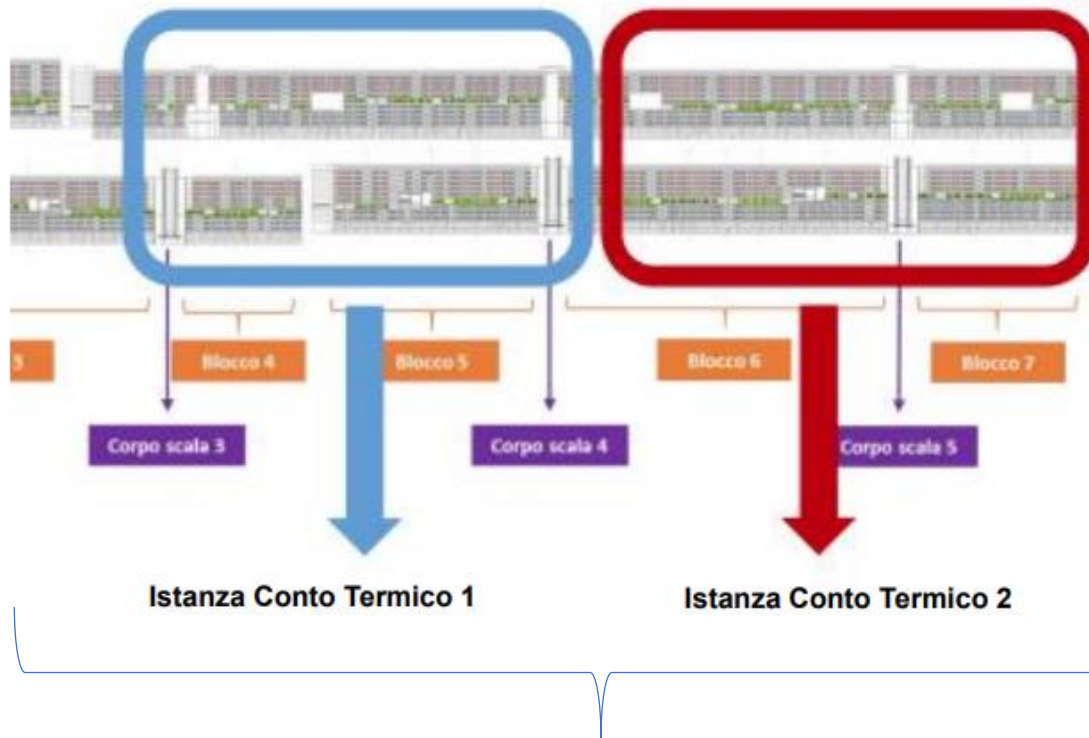 3
Blocco 4
Blocco 5
Blocco 6
Blocco 7
Corpo scala 3
Corpo scala 4
Corpo scala 5
Istanza Conto Termico 1
Istanza Conto Termico 2